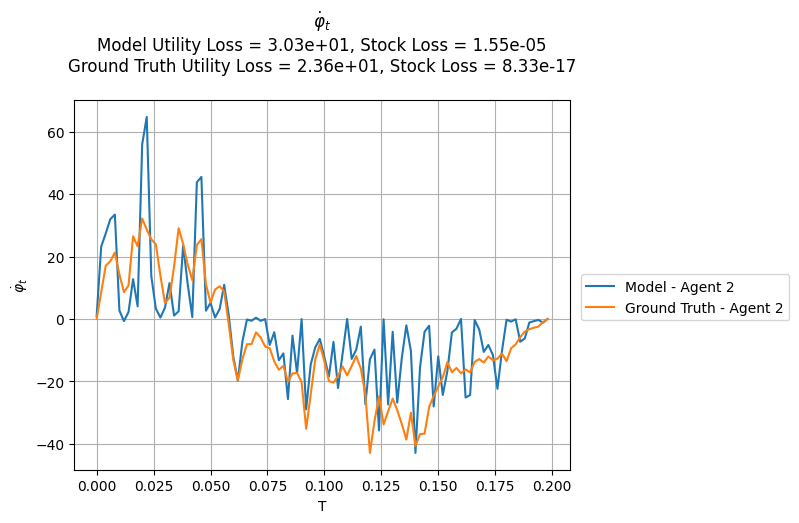 φ̇ₜ
Model Utility Loss = 3.03e+01, Stock Loss = 1.55e-05
Ground Truth Utility Loss = 2.36e+01, Stock Loss = 8.33e-17
60
40
20
0
−20
−40
φ̇ₜ
0.000 0.025 0.050 0.075 0.100 0.125 0.150 0.175 0.200
T
Model - Agent 2
Ground Truth - Agent 2